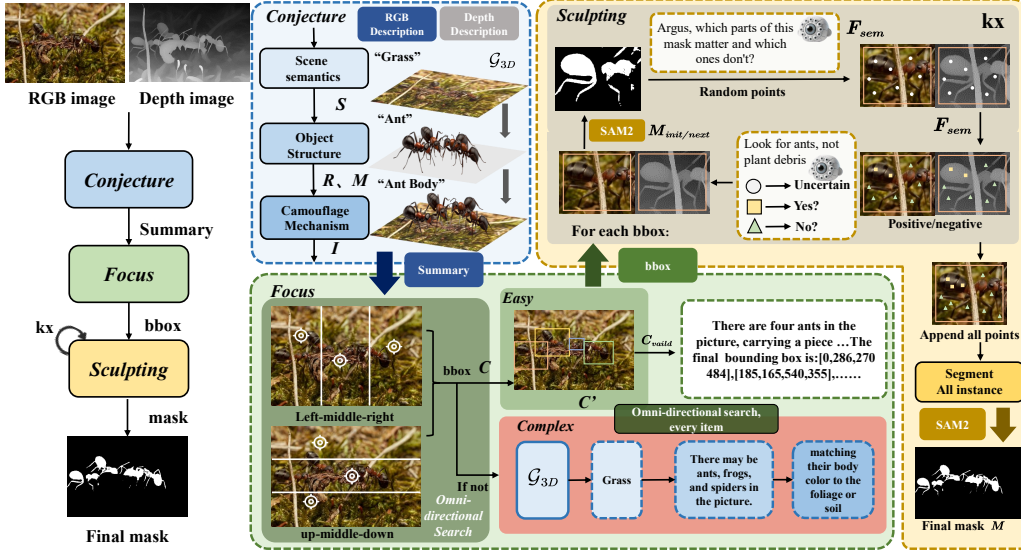 RGB image
Depth image
Conjecture
Summary
Focus
bbox
kx
Sculpting
mask
Final mask
Conjecture
RGB
Description
Depth
Description
Scene
semantics
S
Object
Structure
R、M
Camouflage
Mechanism
I
"Grass"
G3D
"Ant"
"Ant Body"
Summary
Focus
Left-middle-right
up-middle-down
Omni-
directional
Search
bbox
C
If not
Easy
C'
Cvaild
There are four ants in the
picture, carrying a piece …The
final bounding box is:[0,286,270
484],[185,165,540,355],……
Omni-directional search,
every item
Complex
G3D
Grass
There may be
ants, frogs,
and spiders in
the picture.
matching
their body
color to the
foliage or
soil
bbox
Sculpting
kx
Argus, which parts of this
mask matter and which
ones don't?
Fsem
Random points
SAM2
Minit/next
Fsem
Look for ants, not
plant debris
Uncertain
Yes?
No?
For each bbox:
Positive/negative
Append all points
Segment
All instance
SAM2
Final mask M